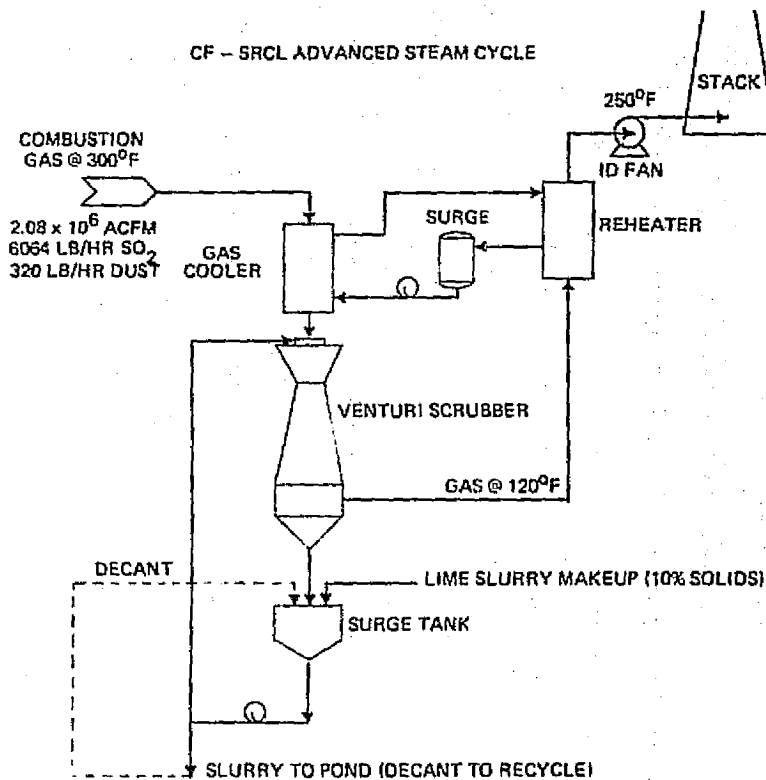 CF – SRCL ADVANCED STEAM CYCLE
STACK
250°F
COMBUSTION
GAS @ 300°F
ID FAN
2.08 x 10⁶ ACFM
6064 LB/HR SO₂
320 LB/HR DUST
GAS
COOLER
SURGE
REHEATER
VENTURI SCRUBBER
GAS @ 120°F
DECANT
LIME SLURRY MAKEUP (10% SOLIDS)
SURGE TANK
SLURRY TO POND (DECANT TO RECYCLE)